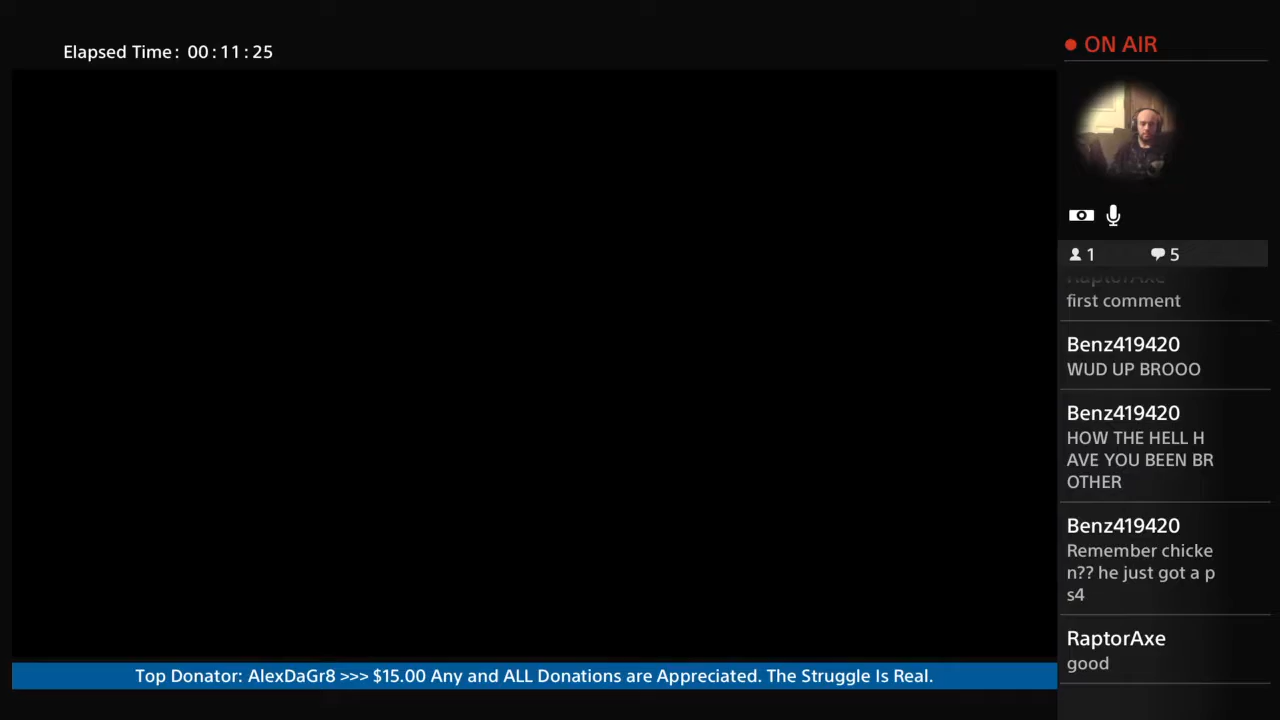 Elapsed Time: 00:11:25
ON AIR
1 5
RaptorAxe
first comment
Benz419420
WUD UP BROOO
Benz419420
HOW THE HELL H
AVE YOU BEEN BR
OTHER
Benz419420
Remember chicke
n?? he just got a p
s4
RaptorAxe
good
Top Donator: AlexDaGr8 >>> $15.00 Any and ALL Donations are Appreciated. The Struggle Is Real.